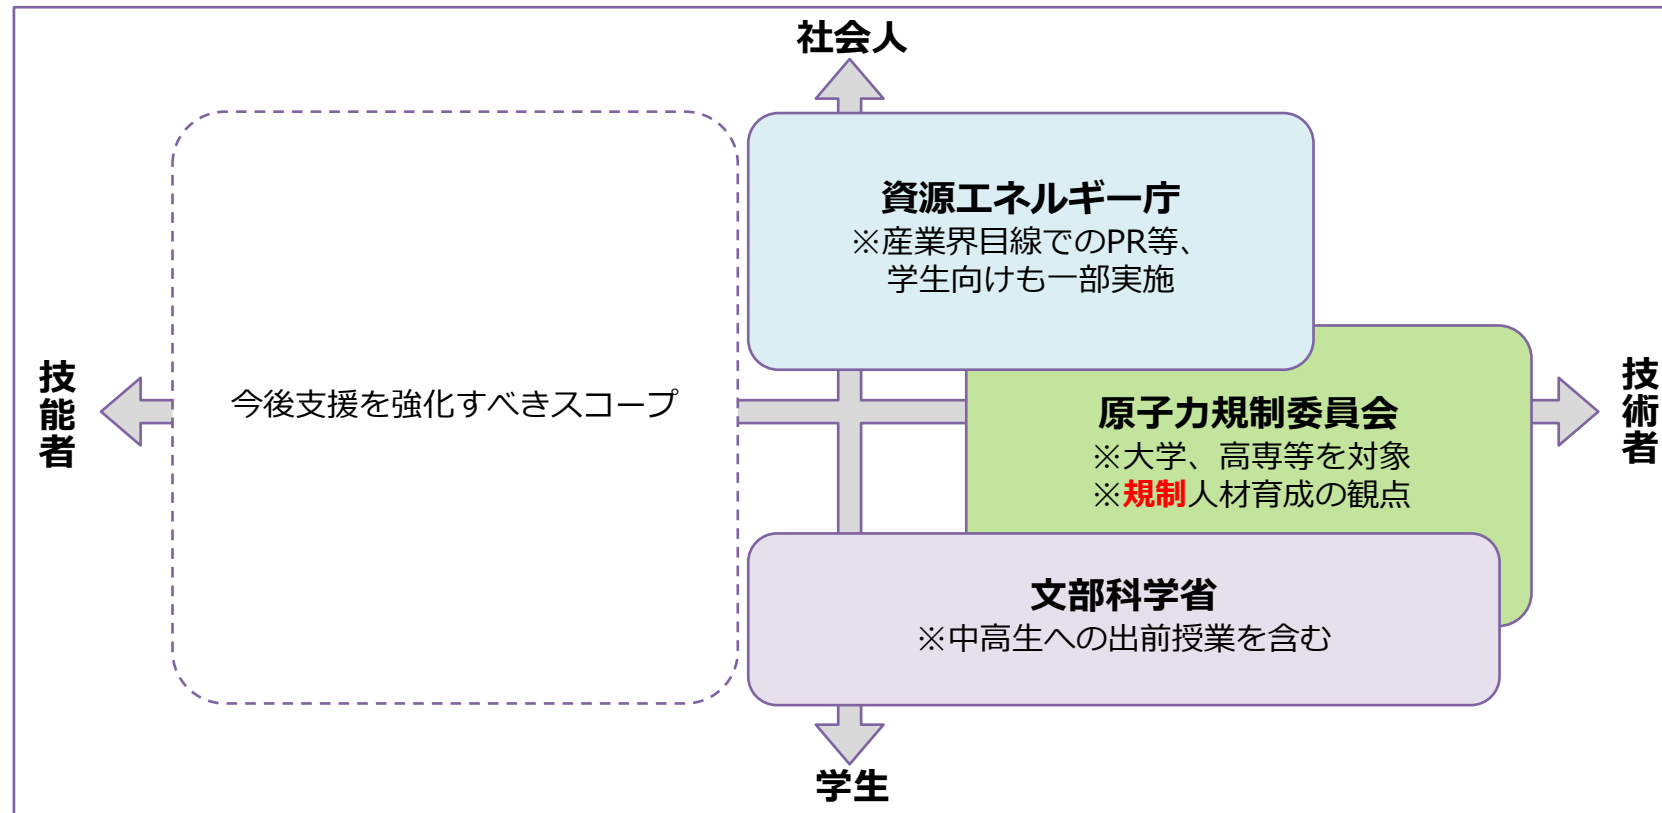 社会人
資源エネルギー庁
※産業界目線でのPR等、
学生向けも一部実施
技能者
今後支援を強化すべきスコープ
技術者
原子力規制委員会
※大学、高専等を対象
※規制人材育成の観点
文部科学省
※中高生への出前授業を含む
学生